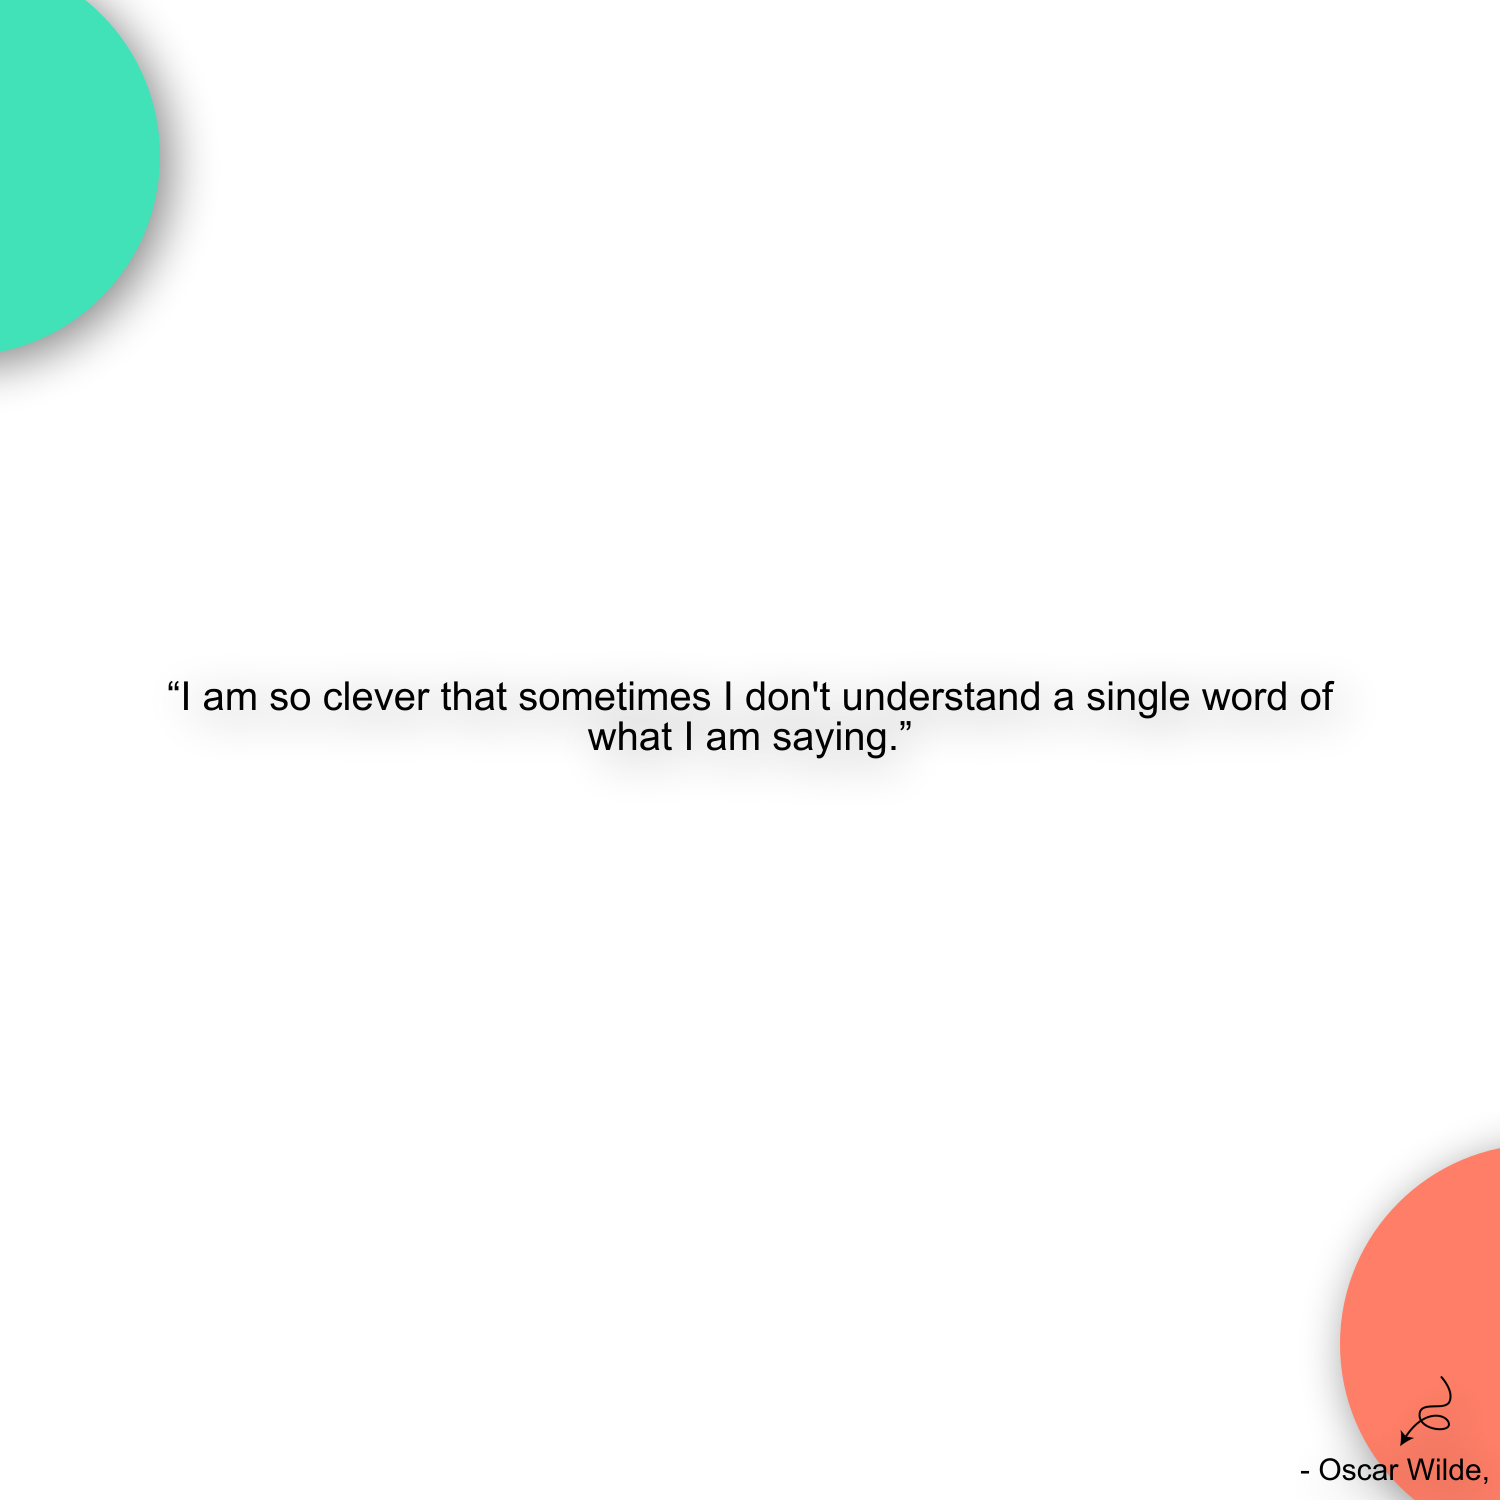 “I am so clever that sometimes I don't understand a single word of
what I am saying.”
- Oscar Wilde,